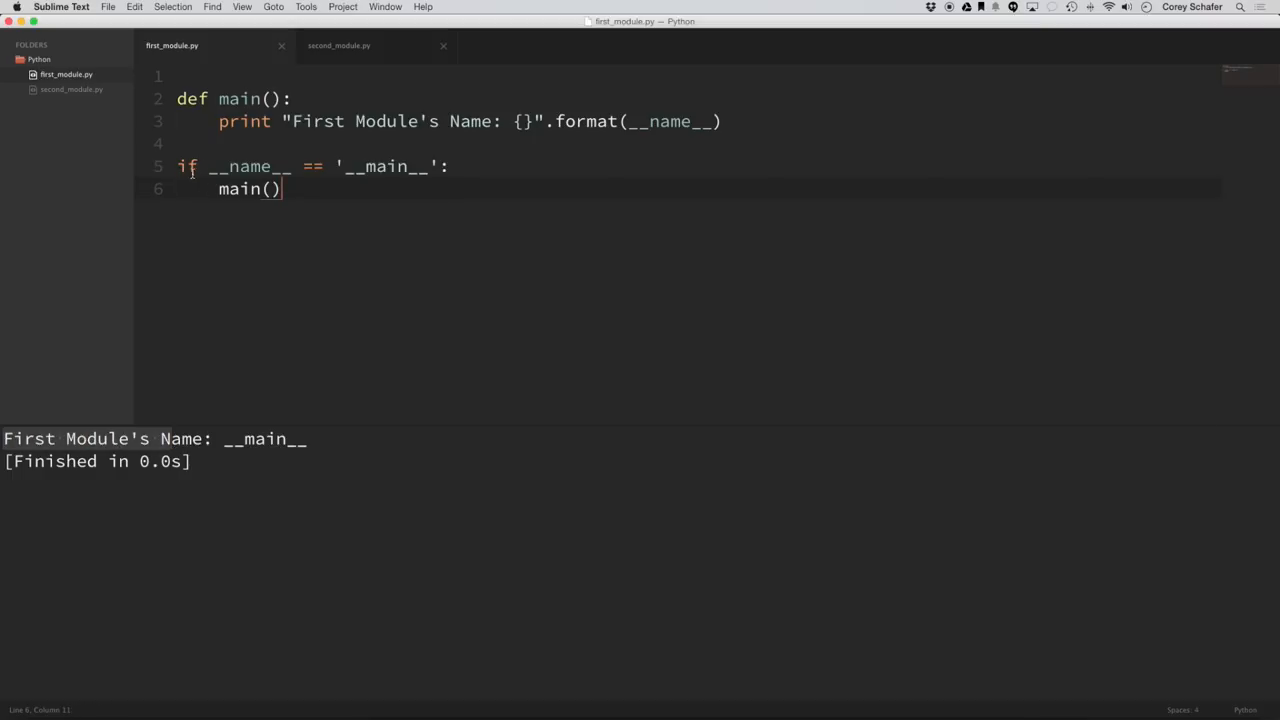 Sublime Text File Edit Selection Find View Goto Tools Project Window Help Corey Schafer
first_module.py — Python
FOLDERS
Python
first_module.py
second_module.py
first_module.py second_module.py
1
2 def main():
3     print "First Module's Name: {}".format(__name__)
4
5 if __name__ == '__main__':
6     main()
First Module's Name: __main__
[Finished in 0.0s]
Line 6, Column 11 Spaces: 4 Python